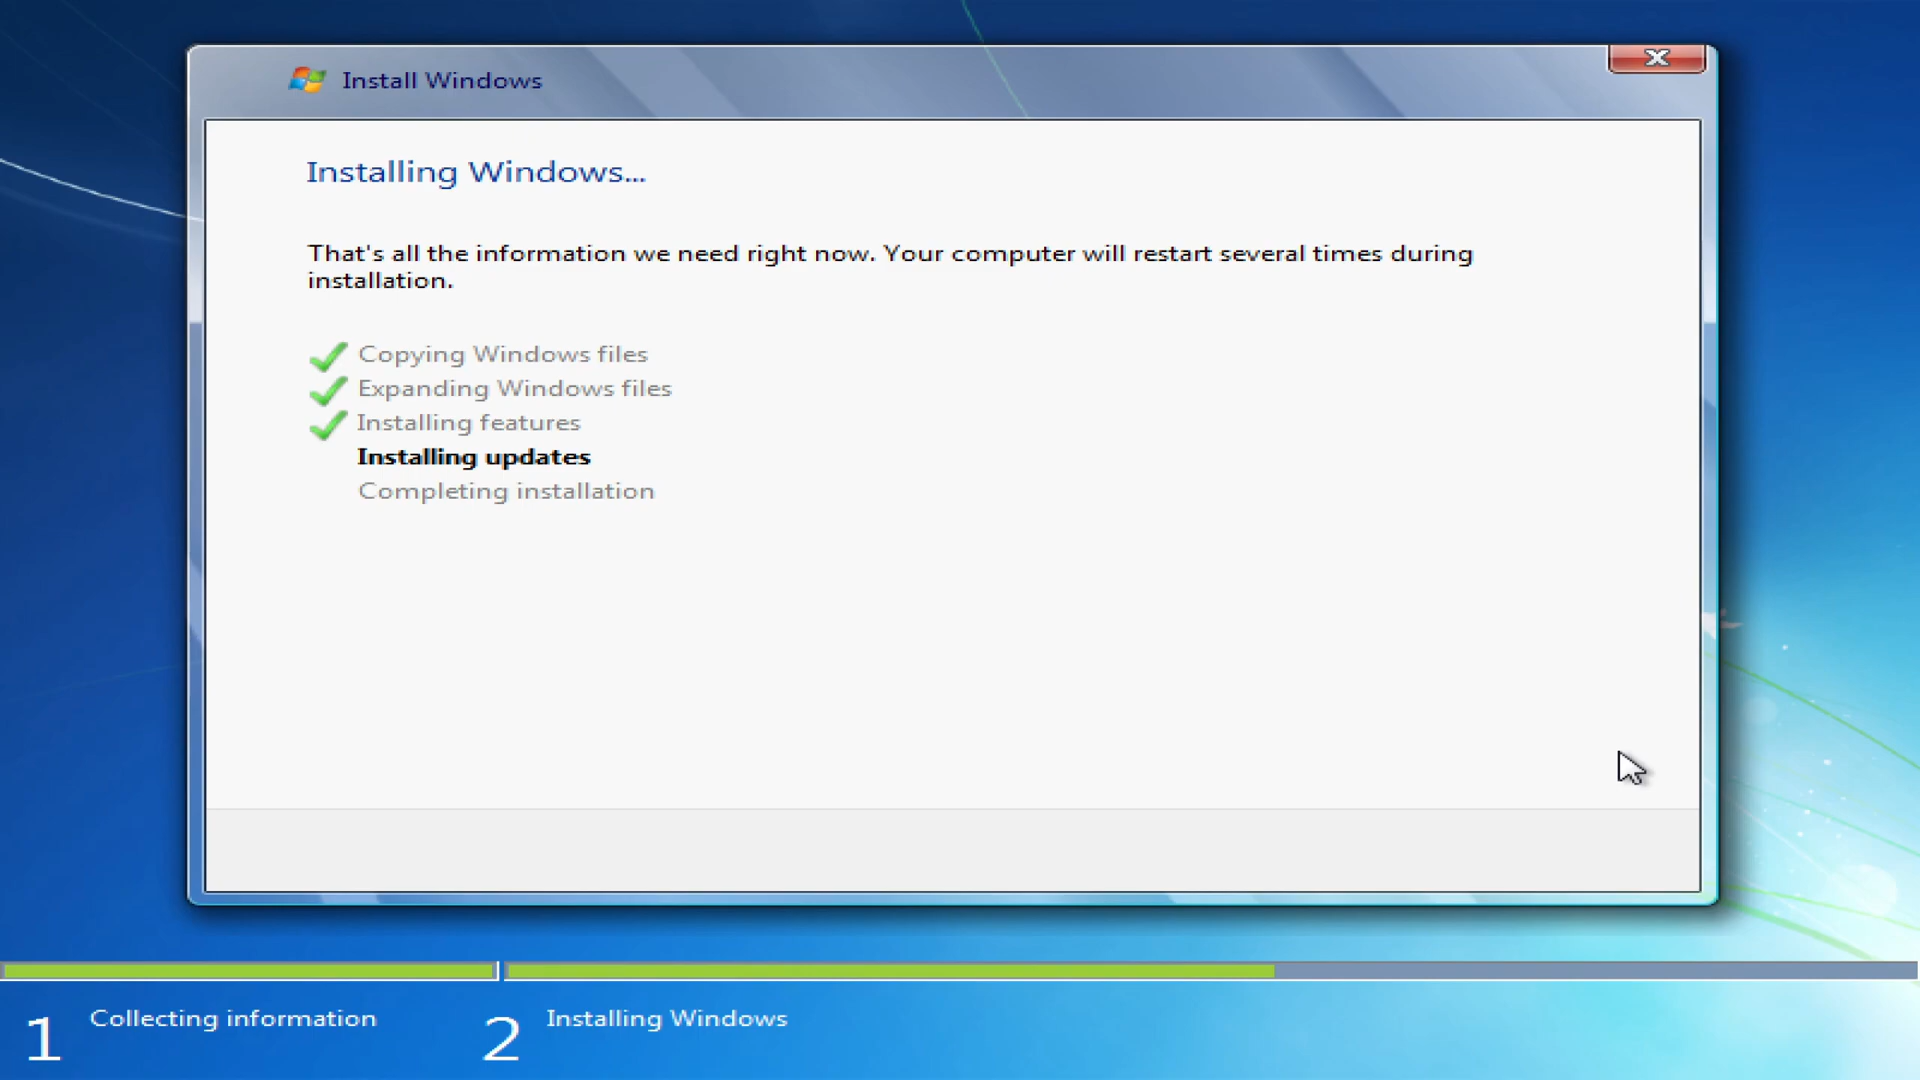 Install Windows
Installing Windows...
That's all the information we need right now. Your computer will restart several times during
installation.
Copying Windows files
Expanding Windows files
Installing features
Installing updates
Completing installation
1 Collecting information
2 Installing Windows